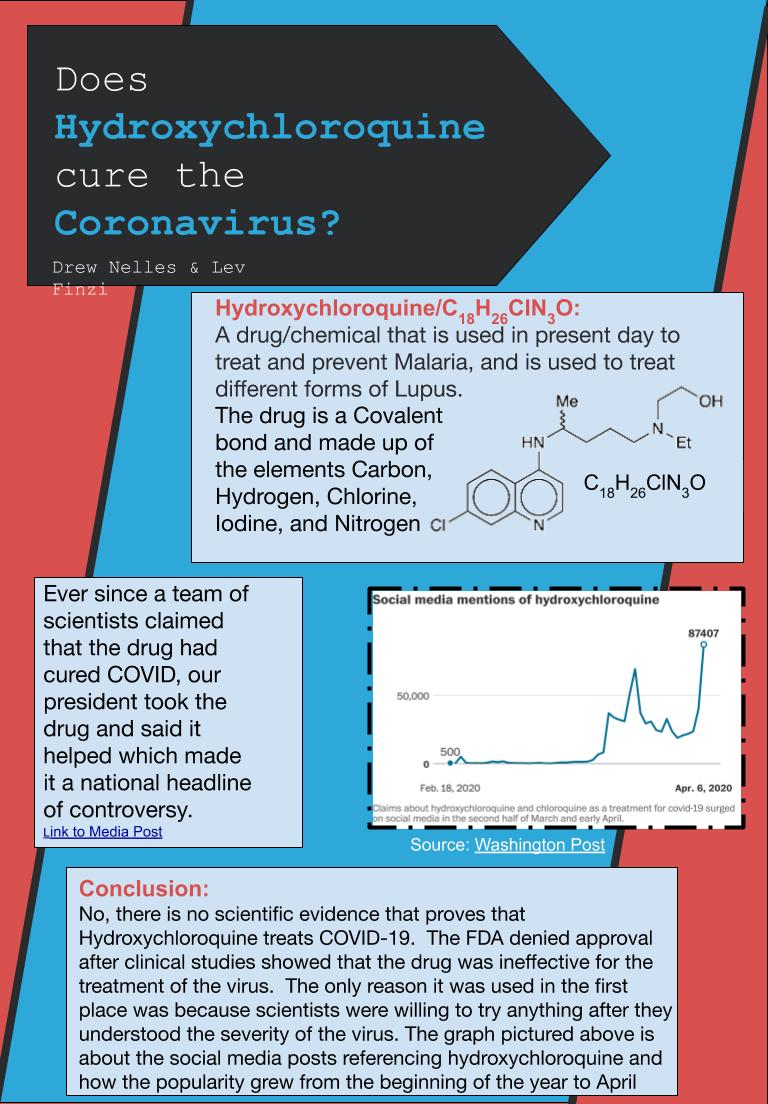 Does
Hydroxychloroquine
cure the
Coronavirus?
Drew Nelles & Lev
Finzi
Hydroxychloroquine/C18H26ClN3O:
A drug/chemical that is used in present day to
treat and prevent Malaria, and is used to treat
different forms of Lupus.
The drug is a Covalent
bond and made up of
the elements Carbon,
Hydrogen, Chlorine,
Iodine, and Nitrogen
Me
OH
HN
N
Et
C18H26ClN3O
Cl
N
Ever since a team of
scientists claimed
that the drug had
cured COVID, our
president took the
drug and said it
helped which made
it a national headline
of controversy.
Link to Media Post
Social media mentions of hydroxychloroquine
87407
50,000
500
0
Feb. 18, 2020
Apr. 6, 2020
Claims about hydroxychloroquine and chloroquine as a treatment for covid-19 surged
on social media in the second half of March and early April.
Source: Washington Post
Conclusion:
No, there is no scientific evidence that proves that
Hydroxychloroquine treats COVID-19.  The FDA denied approval
after clinical studies showed that the drug was ineffective for the
treatment of the virus.  The only reason it was used in the first
place was because scientists were willing to try anything after they
understood the severity of the virus. The graph pictured above is
about the social media posts referencing hydroxychloroquine and
how the popularity grew from the beginning of the year to April